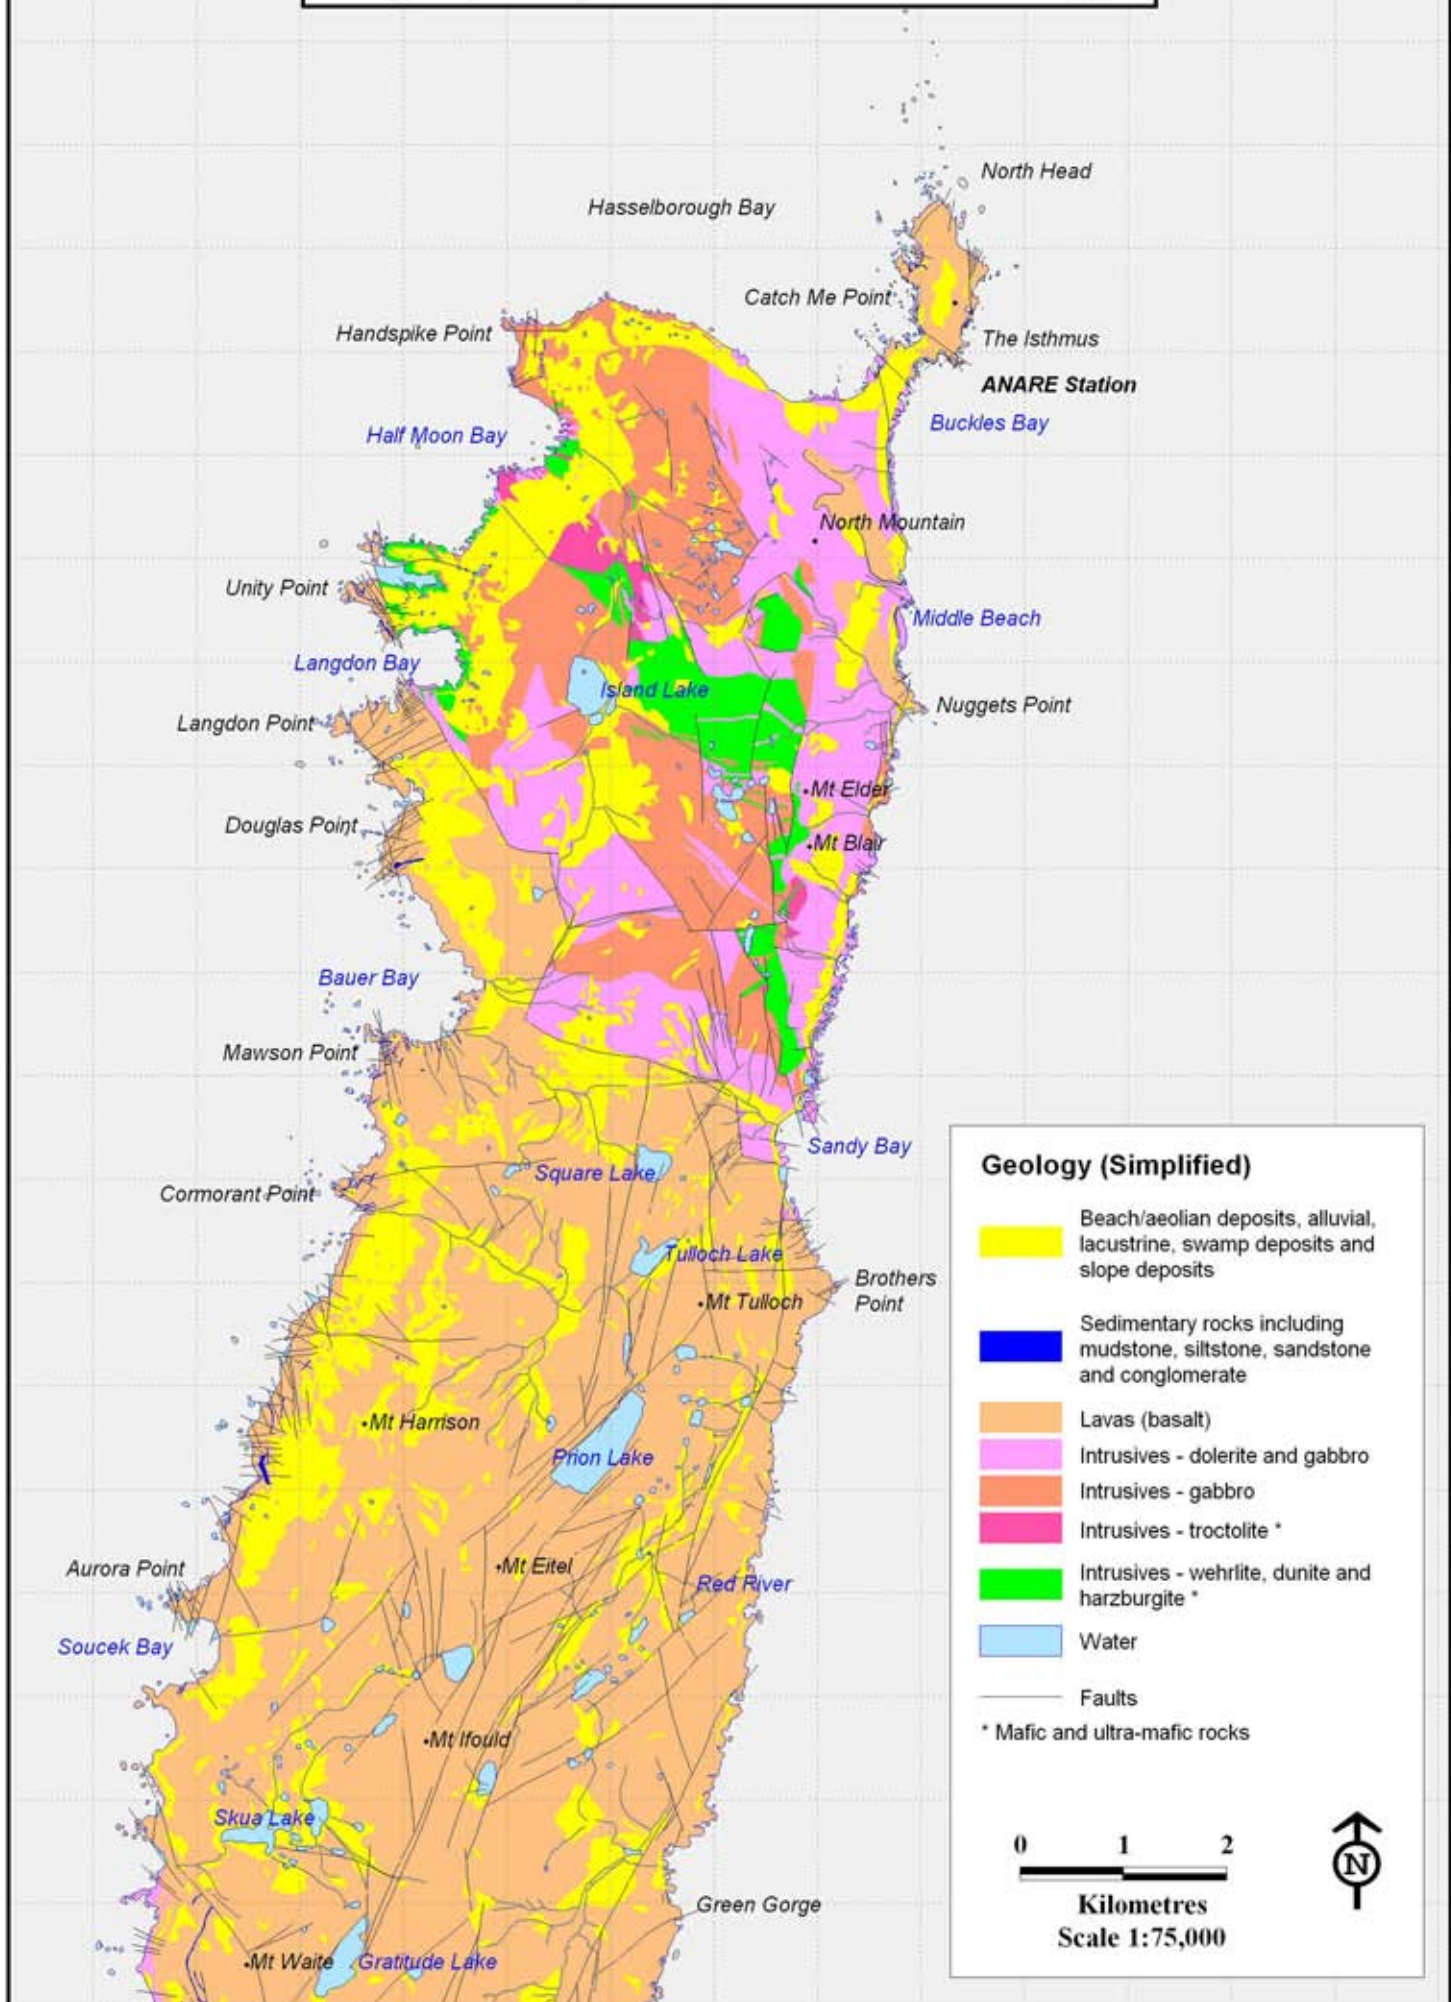 North Head
Hasselborough Bay
Catch Me Point
Handspike Point
The Isthmus
ANARE Station
Buckles Bay
Half Moon Bay
North Mountain
Unity Point
Middle Beach
Langdon Bay
Island Lake
Nuggets Point
Langdon Point
Mt Elder
Douglas Point
Mt Blair
Bauer Bay
Mawson Point
Sandy Bay
Square Lake
Cormorant Point
Tulloch Lake
Brothers
Point
Mt Tulloch
Mt Harrison
Prion Lake
Mt Eitel
Aurora Point
Red River
Soucek Bay
Mt Ifould
Skua Lake
Green Gorge
Mt Waite
Gratitude Lake
Geology (Simplified)
Beach/aeolian deposits, alluvial,
lacustrine, swamp deposits and
slope deposits
Sedimentary rocks including
mudstone, siltstone, sandstone
and conglomerate
Lavas (basalt)
Intrusives - dolerite and gabbro
Intrusives - gabbro
Intrusives - troctolite *
Intrusives - wehrlite, dunite and
harzburgite *
Water
Faults
* Mafic and ultra-mafic rocks
0 1 2
Kilometres
Scale 1:75,000
N